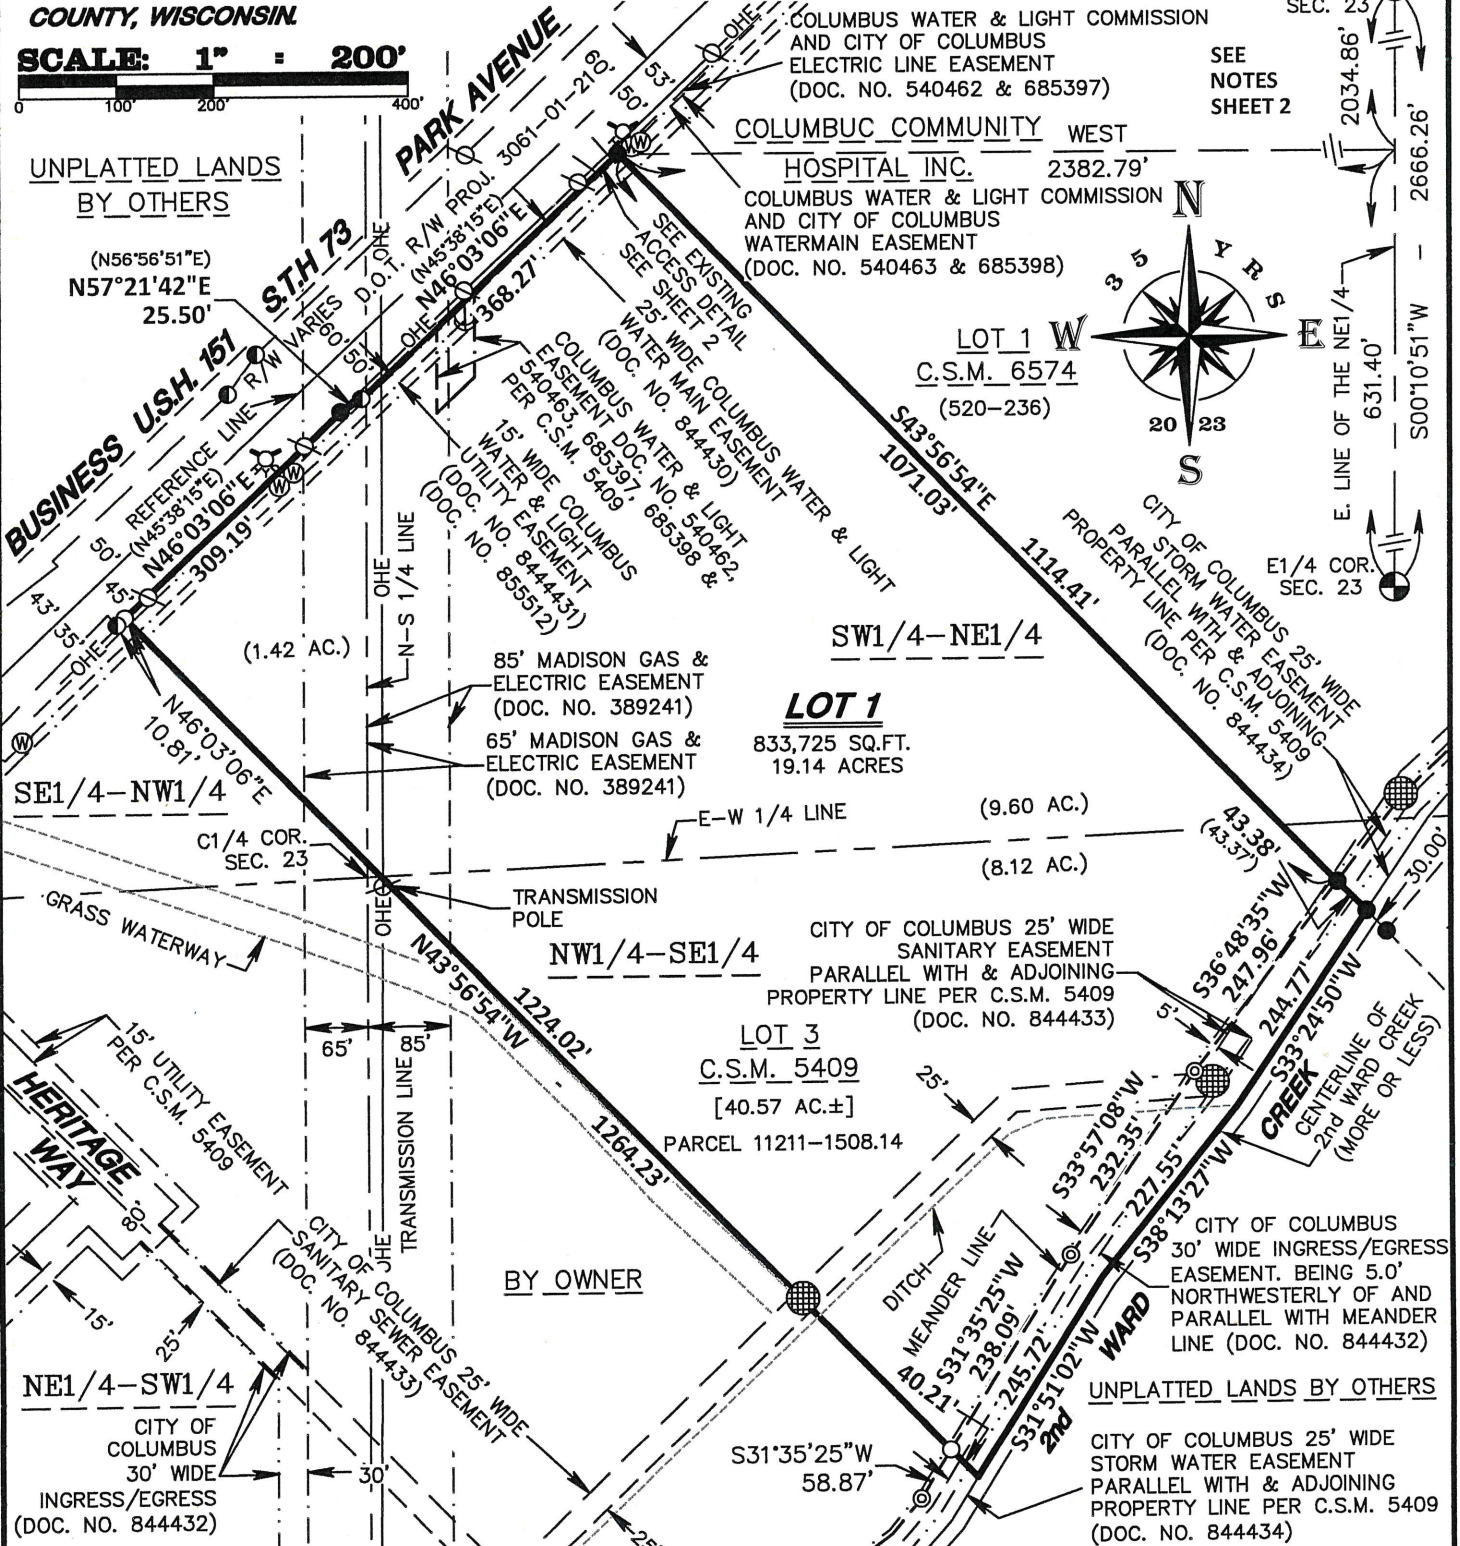 COUNTY, WISCONSIN.
SCALE: 1" = 200'
0 100' 200' 400'
UNPLATTED LANDS
BY OTHERS
(N56°56'51"E)
N57°21'42"E
25.50'
BUSINESS U.S.H. 151
S.T.H 73
PARK AVENUE
R/W VARIES
D.O.T. R/W PROJ. 3061-01-21
60'
53'
50'
OHE
(N45°38'15"E)
N46°03'06"E
368.27'
OHE
60'
50'
OHE
REFERENCE LINE
(N45°38'15"E)
N46°03'06"E
309.19'
50'
45'
43'
35'
OHE
W
W
W
W
W
COLUMBUS WATER & LIGHT COMMISSION
AND CITY OF COLUMBUS
ELECTRIC LINE EASEMENT
(DOC. NO. 540462 & 685397)
COLUMBUC COMMUNITY
HOSPITAL INC.
WEST
2382.79'
COLUMBUS WATER & LIGHT COMMISSION
AND CITY OF COLUMBUS
WATERMAIN EASEMENT
(DOC. NO. 540463 & 685398)
SEE
NOTES
SHEET 2
SEC. 23
2034.86'
2666.26'
E. LINE OF THE NE1/4
631.40'
S00°10'51"W
E1/4 COR.
SEC. 23
N
W
E
S
35 YRS
20 23
LOT 1
C.S.M. 6574
(520-236)
SEE EXISTING
ACCESS DETAIL
SEE SHEET 2
25' WIDE COLUMBUS WATER & LIGHT
WATER MAIN EASEMENT
(DOC. NO. 844430)
COLUMBUS WATER & LIGHT
EASEMENT DOC. NO. 540462,
540463, 685397, 685398 &
PER C.S.M. 5409
15' WIDE COLUMBUS
WATER & LIGHT
UTILITY EASEMENT
(DOC. NO. 844431)
(DOC. NO. 855512)
S43°56'54"E
1071.03'
1114.41'
CITY OF COLUMBUS 25' WIDE
STORM WATER EASEMENT
PARALLEL WITH & ADJOINING
PROPERTY LINE PER C.S.M. 5409
(DOC. NO. 844434)
OHE
N-S 1/4 LINE
(1.42 AC.)
85' MADISON GAS &
ELECTRIC EASEMENT
(DOC. NO. 389241)
65' MADISON GAS &
ELECTRIC EASEMENT
(DOC. NO. 389241)
SW1/4-NE1/4
LOT 1
833,725 SQ.FT.
19.14 ACRES
N46°03'06"E
10.81'
SE1/4-NW1/4
C1/4 COR.
SEC. 23
E-W 1/4 LINE
(9.60 AC.)
(8.12 AC.)
43.38'
(43.37')
30.00'
GRASS WATERWAY
OHE
TRANSMISSION
POLE
NW1/4-SE1/4
N43°56'54"W
1224.02'
1264.23'
65'
85'
CITY OF COLUMBUS 25' WIDE
SANITARY EASEMENT
PARALLEL WITH & ADJOINING
PROPERTY LINE PER C.S.M. 5409
(DOC. NO. 844433)
S36°48'35"W
247.96'
5'
244.77'
S33°24'50"W
LOT 3
C.S.M. 5409
[40.57 AC.±]
PARCEL 11211-1508.14
25'
CENTERLINE OF
2nd WARD CREEK
(MORE OR LESS)
15' UTILITY EASEMENT
PER C.S.M. 5409
HERITAGE
WAY
80'
TRANSMISSION LINE
OHE
S33°57'08"W
232.35'
227.55'
S38°13'27"W
DITCH
MEANDER LINE
CITY OF COLUMBUS
30' WIDE INGRESS/EGRESS
EASEMENT. BEING 5.0'
NORTHWESTERLY OF AND
PARALLEL WITH MEANDER
LINE (DOC. NO. 844432)
CITY OF COLUMBUS 25' WIDE
SANITARY SEWER EASEMENT
(DOC. NO. 844433)
BY OWNER
15'
25'
NE1/4-SW1/4
CITY OF
COLUMBUS
30' WIDE
INGRESS/EGRESS
(DOC. NO. 844432)
30'
40.21'
S31°35'25"W
238.09'
245.72'
S31°51'02"W
2nd WARD CREEK
S31°35'25"W
58.87'
25'
UNPLATTED LANDS BY OTHERS
CITY OF COLUMBUS 25' WIDE
STORM WATER EASEMENT
PARALLEL WITH & ADJOINING
PROPERTY LINE PER C.S.M. 5409
(DOC. NO. 844434)